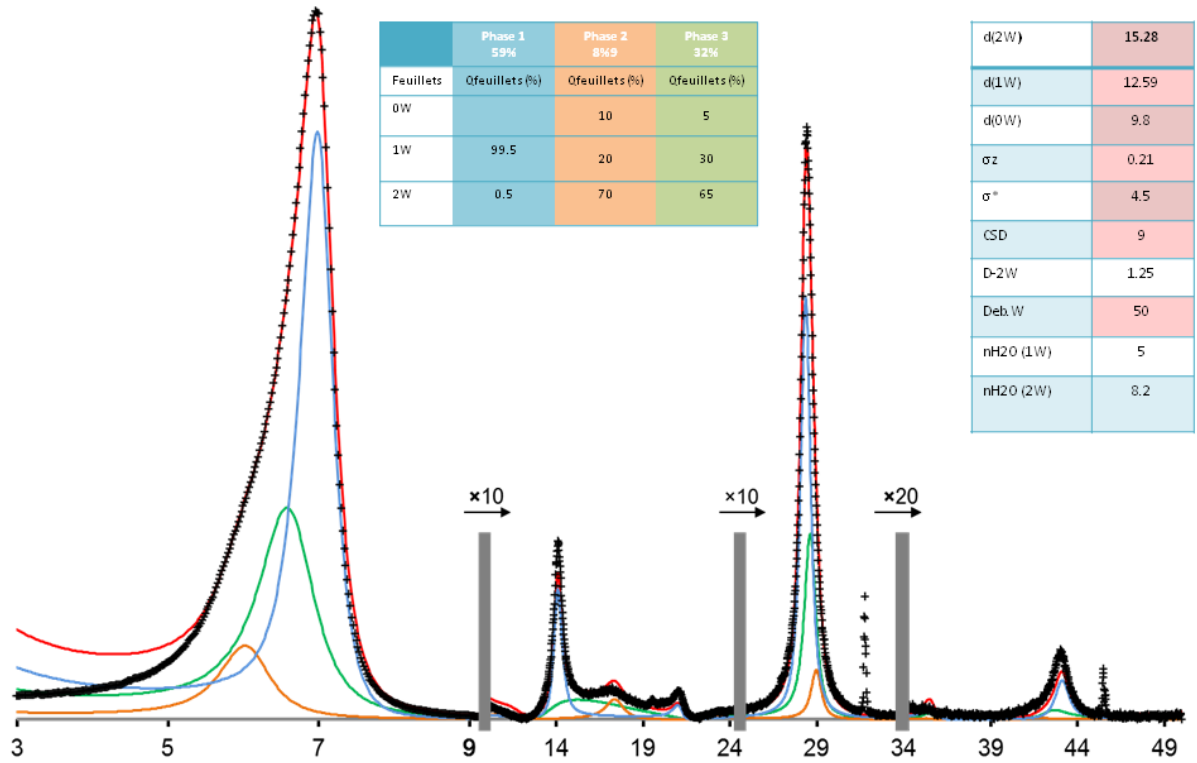 Phase 1 Phase 2 Phase 3
59% 8%9 32%
Feuillets Qfeuillets (%) Qfeuillets (%) Qfeuillets (%)
0W 10 5
1W 99.5 20 30
2W 0.5 70 65
d(2W) 15.28
d(1W) 12.59
d(0W) 9.8
σz 0.21
σ* 4.5
CSD 9
D-2W 1.25
Deb.W 50
nH2O (1W) 5
nH2O (2W) 8.2
×10 ×10 ×20
3 5 7 9 14 19 24 29 34 39 44 49